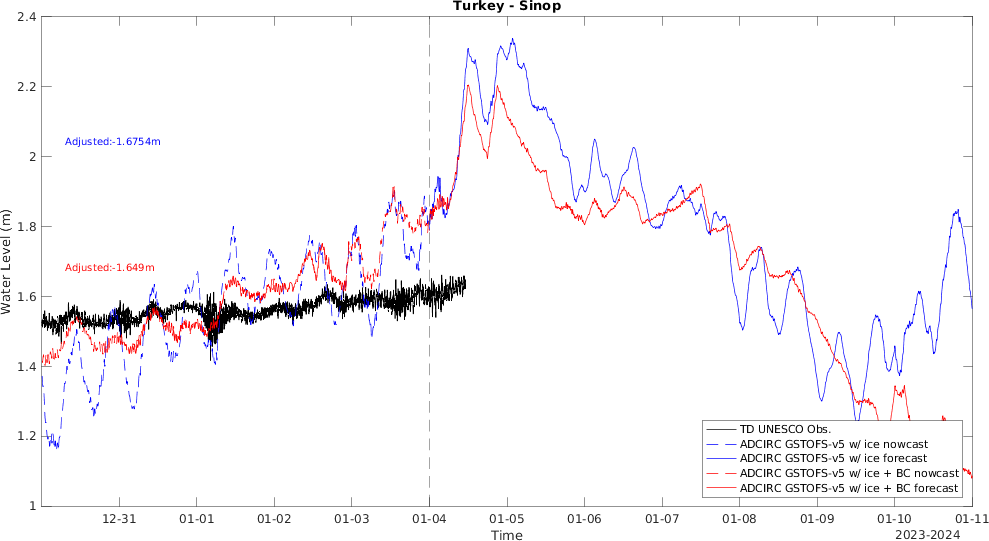 Turkey - Sinop
2.4
2.2
2
1.8
1.6
1.4
1.2
1
Water Level (m)
Adjusted:-1.6754m
Adjusted:-1.649m
TD UNESCO Obs.
ADCIRC GSTOFS-v5 w/ ice nowcast
ADCIRC GSTOFS-v5 w/ ice forecast
ADCIRC GSTOFS-v5 w/ ice + BC nowcast
ADCIRC GSTOFS-v5 w/ ice + BC forecast
12-31 01-01 01-02 01-03 01-04 01-05 01-06 01-07 01-08 01-09 01-10 01-11
Time
2023-2024